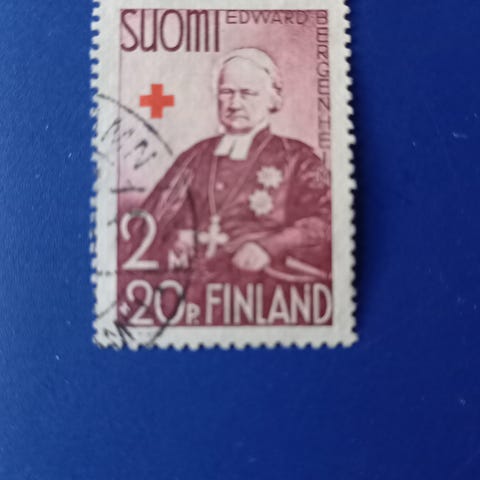 SUOMI
EDWARD
BERGENHEIM
2 M
+20 P. FINLAND